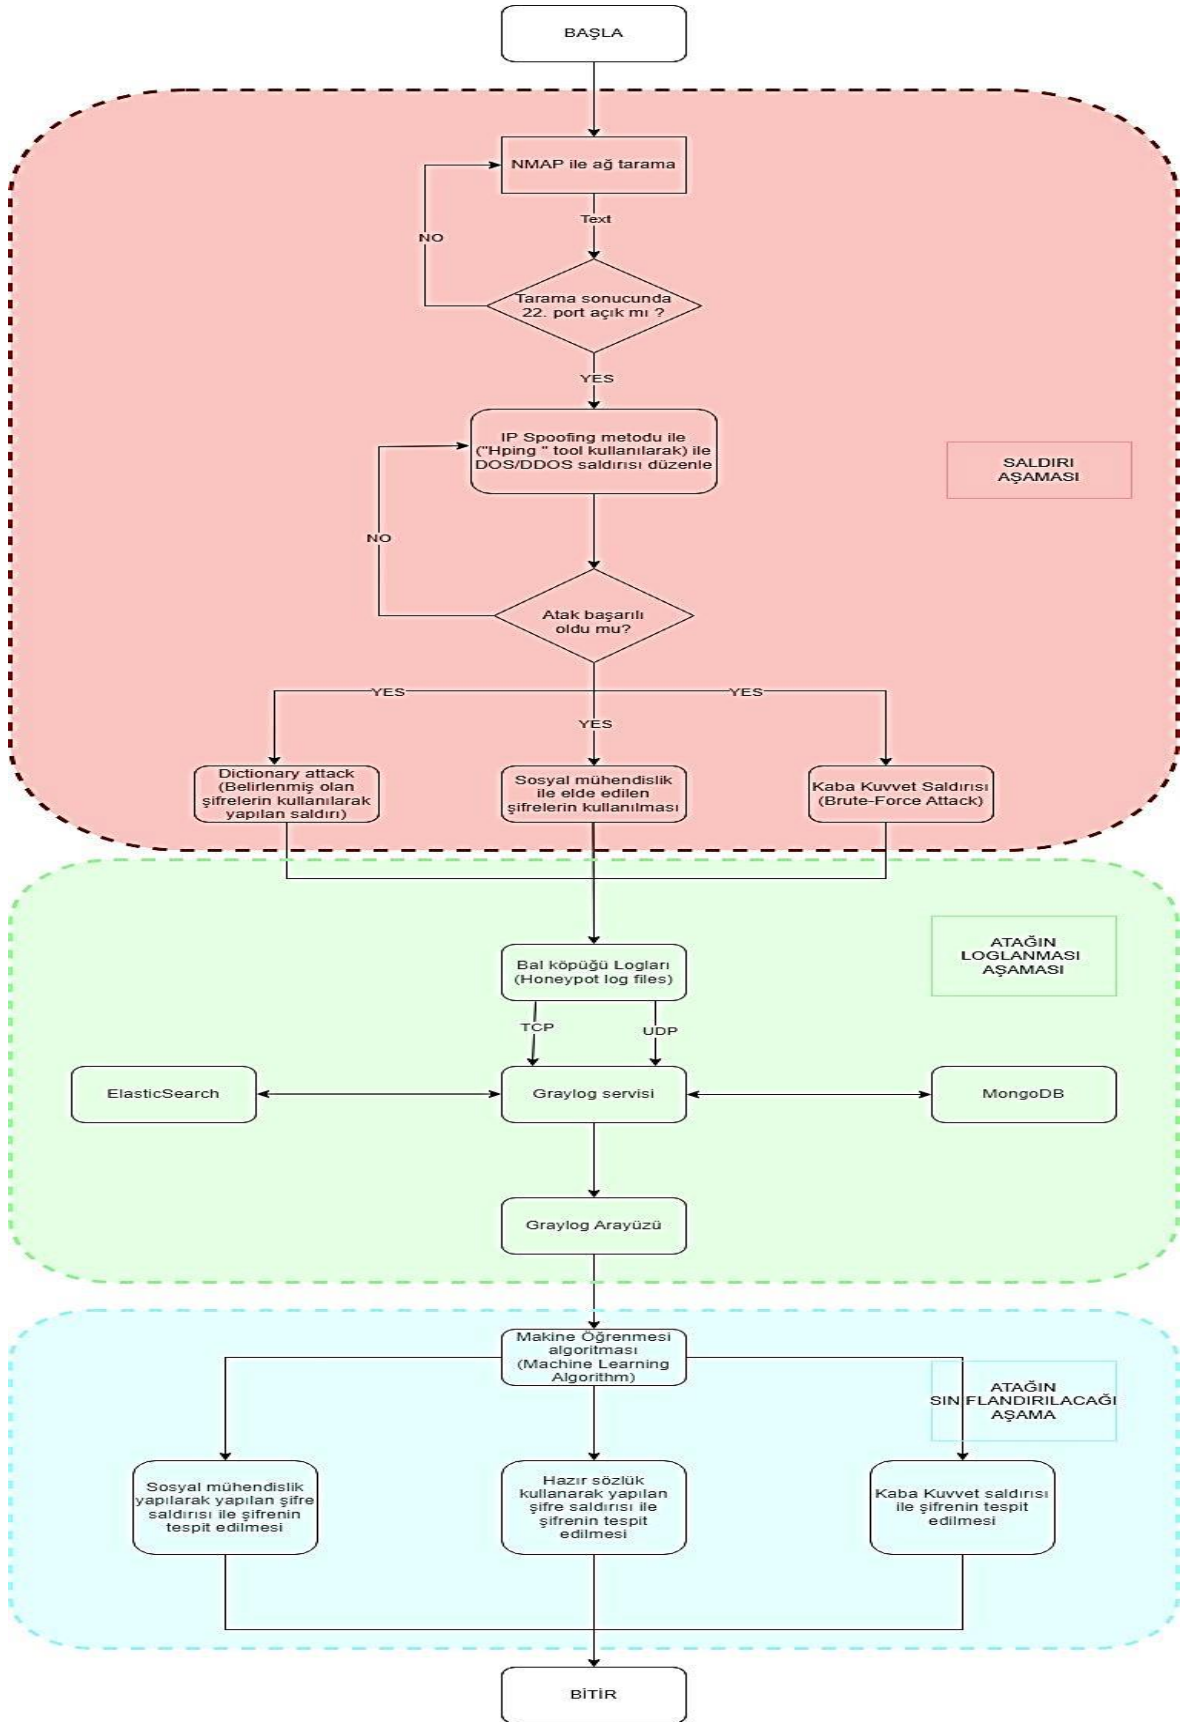 BAŞLA
NMAP ile ağ tarama
Text
NO
Tarama sonucunda
22. port açık mı ?
YES
IP Spoofing metodu ile
("Hping " tool kullanılarak) ile
DOS/DDOS saldırısı düzenle
SALDIRI
AŞAMASI
NO
Atak başarılı
oldu mu?
YES
YES
YES
Dictionary attack
(Belirlenmiş olan
şifrelerin kullanılarak
yapılan saldırı)
Sosyal mühendislik
ile elde edilen
şifrelerin kullanılması
Kaba Kuvvet Saldırısı
(Brute-Force Attack)
ATAĞIN
LOGLANMASI
AŞAMASI
Bal köpüğü Logları
(Honeypot log files)
TCP
UDP
ElasticSearch
Graylog servisi
MongoDB
Graylog Arayüzü
Makine Öğrenmesi
algoritması
(Machine Learning
Algorithm)
ATAĞIN
SINIFLANDIRILACAĞI
AŞAMA
Sosyal mühendislik
yapılarak yapılan şifre
saldırısı ile şifrenin
tespit edilmesi
Hazır sözlük
kullanarak yapılan
şifre saldırısı ile
şifrenin tespit
edilmesi
Kaba Kuvvet saldırısı
ile şifrenin tespit
edilmesi
BİTİR